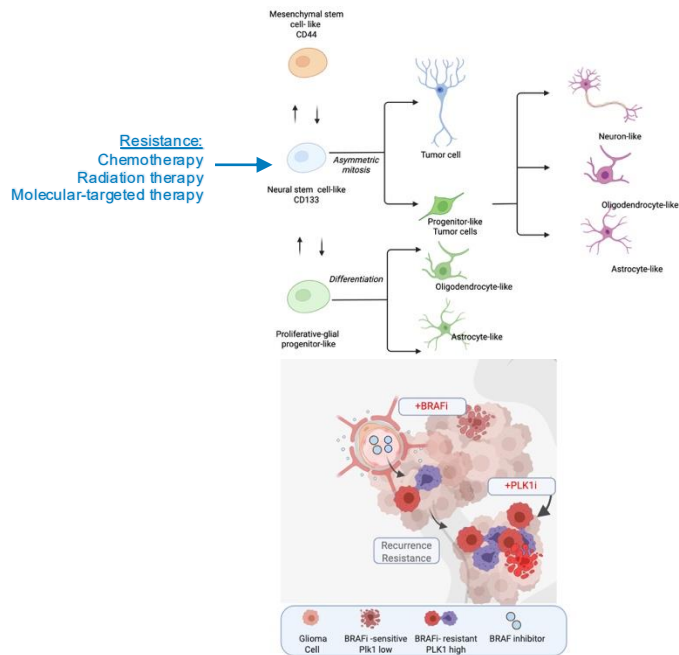 Mesenchymal stem
cell- like
CD44
Resistance:
Chemotherapy
Radiation therapy
Molecular-targeted therapy
Neural stem cell-like
CD133
Asymmetric
mitosis
Tumor cell
Progenitor-like
Tumor cells
Neuron-like
Oligodendrocyte-like
Astrocyte-like
Proliferative-glial
progenitor-like
Differentiation
Oligodendrocyte-like
Astrocyte-like
+BRAFi
+PLK1i
Recurrence
Resistance
Glioma
Cell
BRAFi -sensitive
Plk1 low
BRAFi- resistant
PLK1 high
BRAF inhibitor